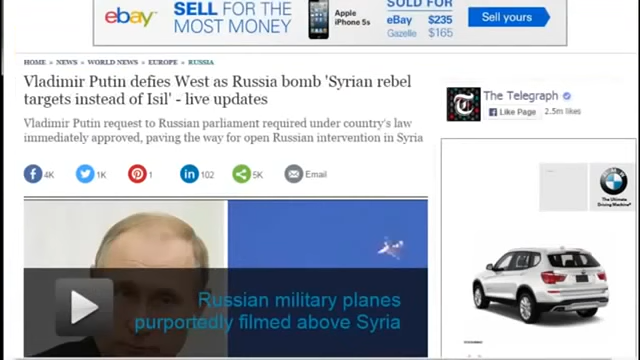 ebay
SELL FOR THE
MOST MONEY
Apple
iPhone 5s
SOLD FOR
eBay $235
Gazelle $165
Sell yours
HOME » NEWS » WORLD NEWS » EUROPE » RUSSIA
Vladimir Putin defies West as Russia bomb 'Syrian rebel
targets instead of Isil' - live updates
Vladimir Putin request to Russian parliament required under country's law
immediately approved, paving the way for open Russian intervention in Syria
4K
1K
1
102
5K
Email
The Telegraph
Like Page 2.5m likes
BMW
The Ultimate
Driving Machine®
Russian military planes
purportedly filmed above Syria